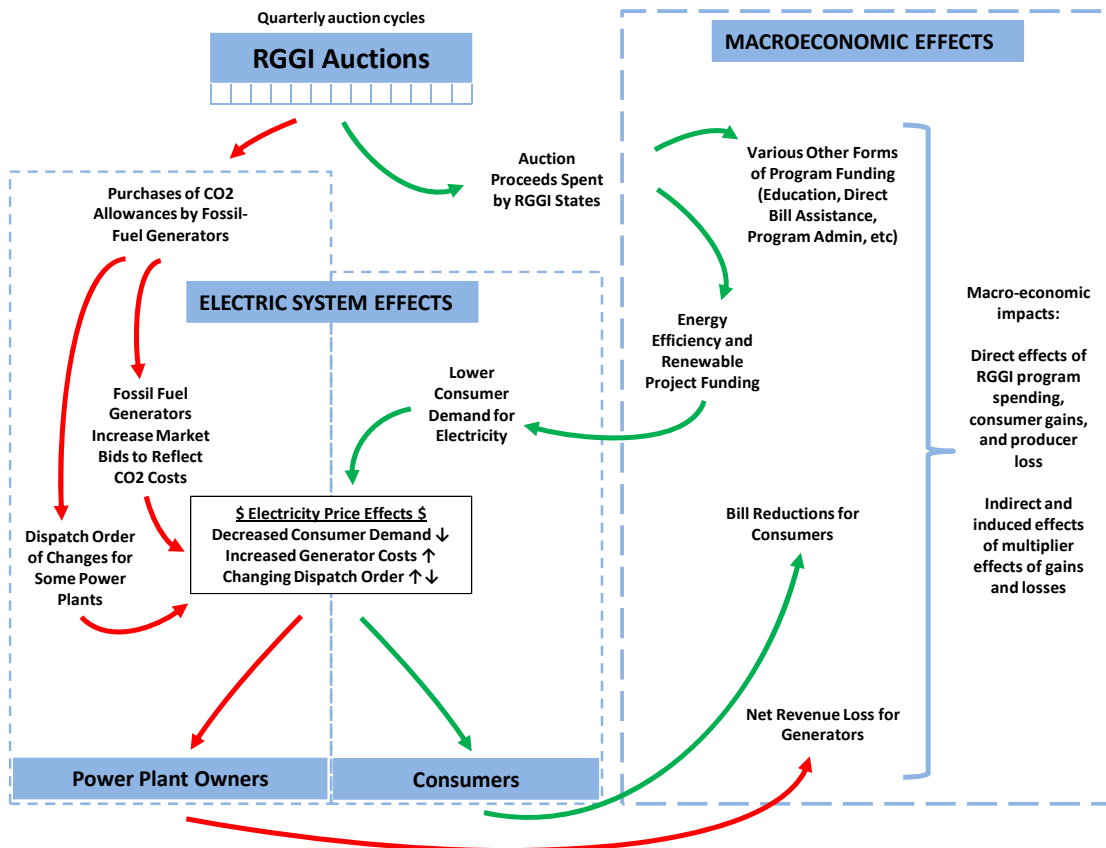 Quarterly auction cycles
RGGI Auctions
MACROECONOMIC EFFECTS
Auction
Proceeds Spent
by RGGI States
Various Other Forms
of Program Funding
(Education, Direct
Bill Assistance,
Program Admin, etc)
Purchases of CO2
Allowances by Fossil-
Fuel Generators
ELECTRIC SYSTEM EFFECTS
Energy
Efficiency and
Renewable
Project Funding
Lower
Consumer
Demand for
Electricity
Fossil Fuel
Generators
Increase Market
Bids to Reflect
CO2 Costs
Macro-economic
impacts:
Direct effects of
RGGI program
spending,
consumer gains,
and producer
loss
Indirect and
induced effects
of multiplier
effects of gains
and losses
$ Electricity Price Effects $
Decreased Consumer Demand ↓
Increased Generator Costs ↑
Changing Dispatch Order ↑↓
Dispatch Order
of Changes for
Some Power
Plants
Bill Reductions for
Consumers
Net Revenue Loss for
Generators
Power Plant Owners
Consumers